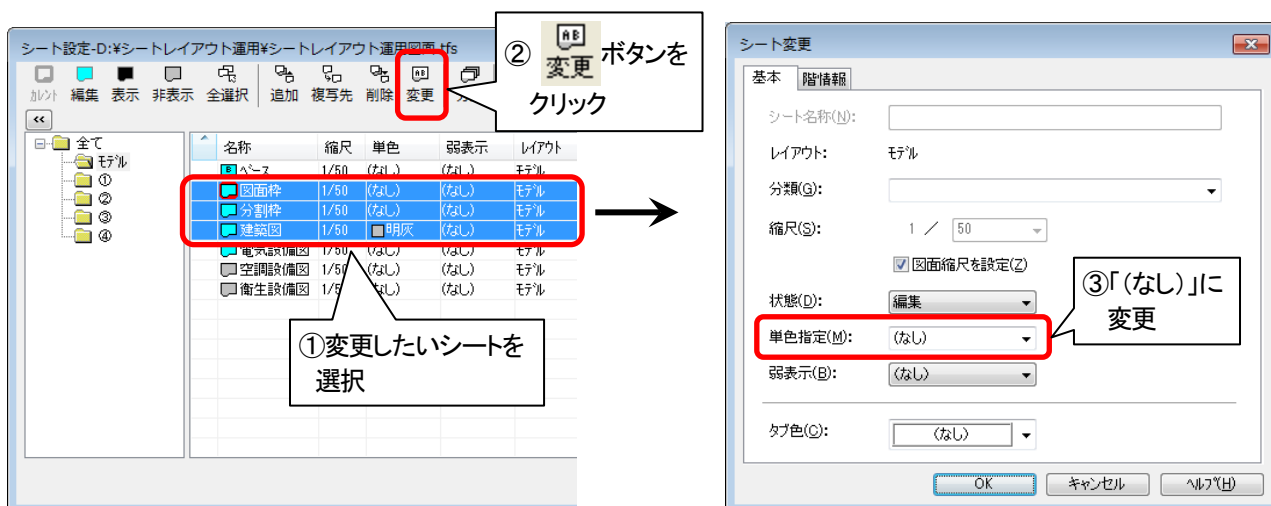 シート設定-D:¥シートレイアウト運用¥シートレイアウト運用図面.tfs
カレント 編集 表示 非表示 全選択 追加 複写先 削除 変更
<<
全て
モデル
①
②
③
④
名称 縮尺 単色 弱表示 レイアウト
ベース 1/50 (なし) (なし) モデル
図面枠 1/50 (なし) (なし) モデル
分割枠 1/50 (なし) (なし) モデル
建築図 1/50 明灰 (なし) モデル
電気設備図 1/50 (なし) (なし) モデル
空調設備図 1/50 (なし) (なし) モデル
衛生設備図 1/50 (なし) (なし) モデル
② 変更 ボタンを
クリック
①変更したいシートを
選択
シート変更
基本 階情報
シート名称(N):
レイアウト: モデル
分類(G):
縮尺(S): 1 / 50
図面縮尺を設定(Z)
状態(D): 編集
単色指定(M): (なし)
弱表示(B): (なし)
タブ色(C): (なし)
OK キャンセル ヘルプ(H)
③「(なし)」に
変更